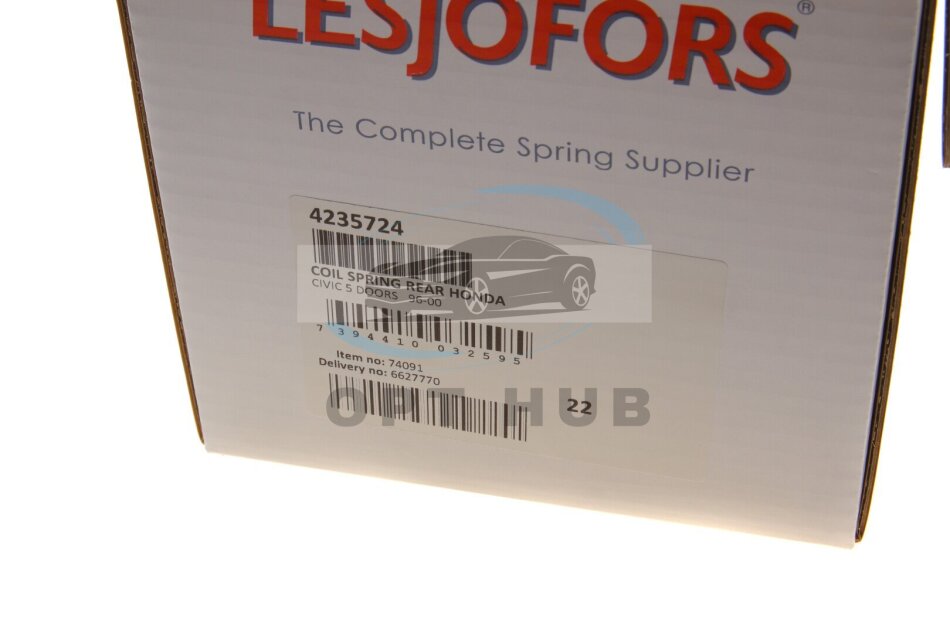 LESJOFORS®
The Complete Spring Supplier
4235724
COIL SPRING REAR HONDA
CIVIC 5 DOORS 96-00
7 394410 032595
Item no: 74091
Delivery no: 6627770
22
OPT HUB